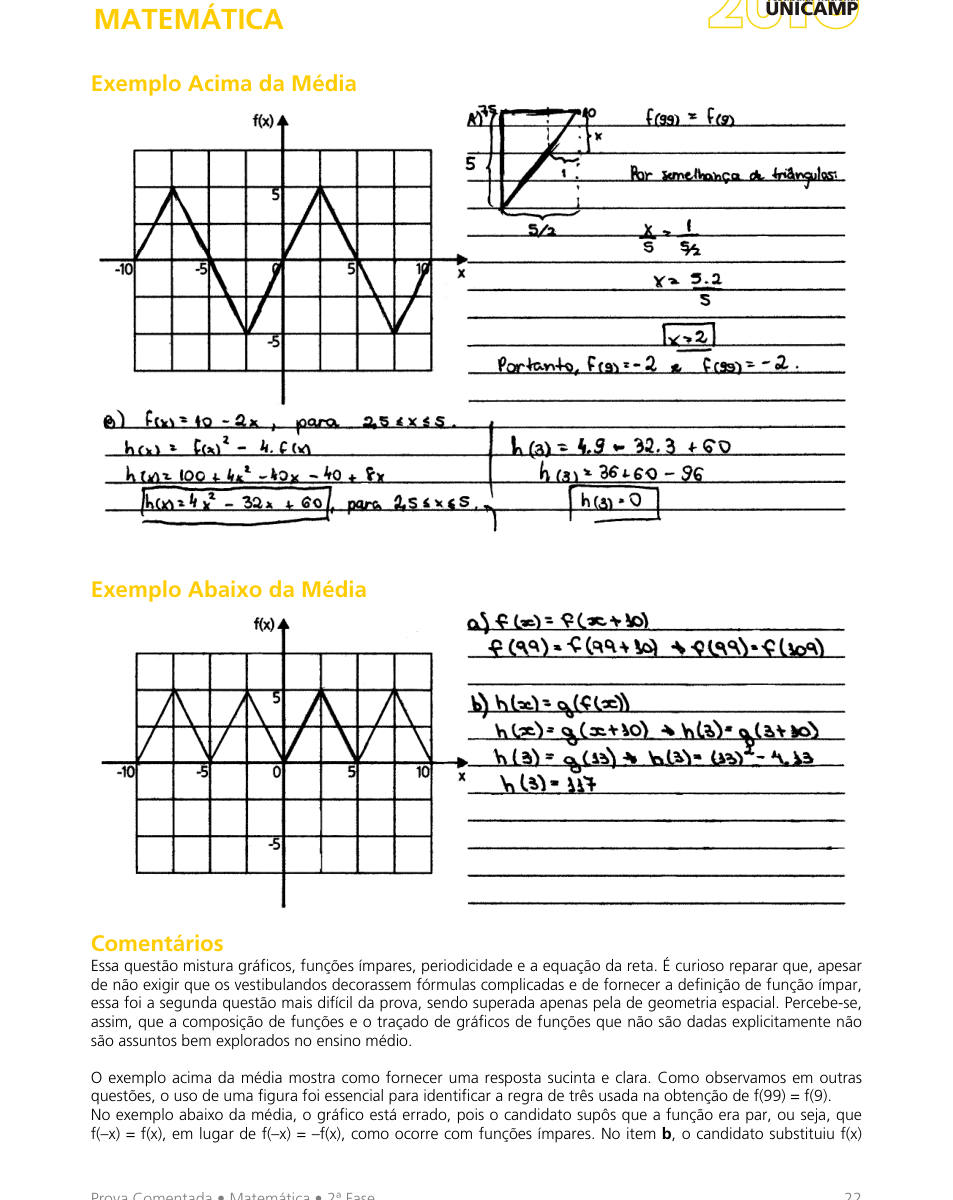 MATEMÁTICA
UNICAMP
Exemplo Acima da Média
f(x)
5
-10
-5
0
5
10
x
-5
A) 7,5
10
x
5
1
5/2
f(99) = f(9)
Por semelhança de triângulos:
x/5 = 1/5/2
x = 5.2/5
x = 2
Portanto, f(9) = -2 e f(99) = -2.
B) f(x) = 10 - 2x, para 2,5 ≤ x ≤ 5.
h(x) = f(x)² - 4.f(x)
h(x) = 100 + 4x² - 40x - 40 + 8x
h(x) = 4x² - 32x + 60, para 2,5 ≤ x ≤ 5.
h(3) = 4.9 - 32.3 + 60
h(3) = 36 + 60 - 96
h(3) = 0
Exemplo Abaixo da Média
f(x)
5
-10
-5
0
5
10
x
-5
a) f(x) = f(x+10)
f(99) = f(99+10) → f(99) = f(109)
b) h(x) = g(f(x))
h(x) = g(x+10) → h(3) = g(3+10)
h(3) = g(13) → h(3) = (13)² - 4.13
h(3) = 117
Comentários
Essa questão mistura gráficos, funções ímpares, periodicidade e a equação da reta. É curioso reparar que, apesar
de não exigir que os vestibulandos decorassem fórmulas complicadas e de fornecer a definição de função ímpar,
essa foi a segunda questão mais difícil da prova, sendo superada apenas pela de geometria espacial. Percebe-se,
assim, que a composição de funções e o traçado de gráficos de funções que não são dadas explicitamente não
são assuntos bem explorados no ensino médio.
O exemplo acima da média mostra como fornecer uma resposta sucinta e clara. Como observamos em outras
questões, o uso de uma figura foi essencial para identificar a regra de três usada na obtenção de f(99) = f(9).
No exemplo abaixo da média, o gráfico está errado, pois o candidato supôs que a função era par, ou seja, que
f(–x) = f(x), em lugar de f(–x) = –f(x), como ocorre com funções ímpares. No item b, o candidato substituiu f(x)
Prova Comentada • Matemática • 2ª Fase
22